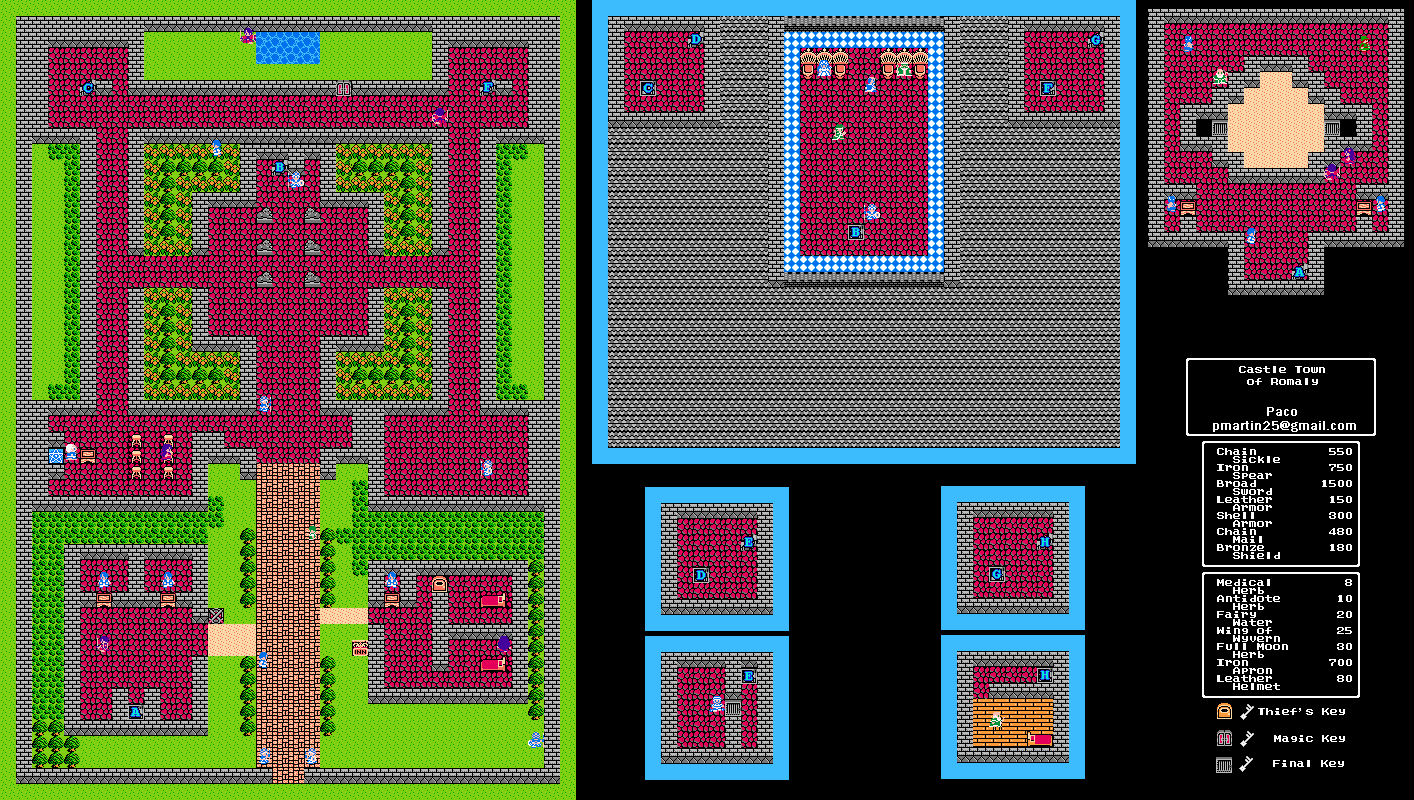 C
F
B
INN
A
D
G
C
F
B
A
E
D
H
G
E
H
Castle Town
of Romaly
Paco
pmartin25@gmail.com
Chain 550
Sickle
Iron 750
Spear
Broad 1500
Sword
Leather 150
Armor
Shell 300
Armor
Chain 480
Mail
Bronze 180
Shield
Medical 8
Herb
Antidote 10
Herb
Fairy 20
Water
Wing of 25
Wyvern
Full Moon 30
Herb
Iron 700
Apron
Leather 80
Helmet
Thief's Key
Magic Key
Final Key